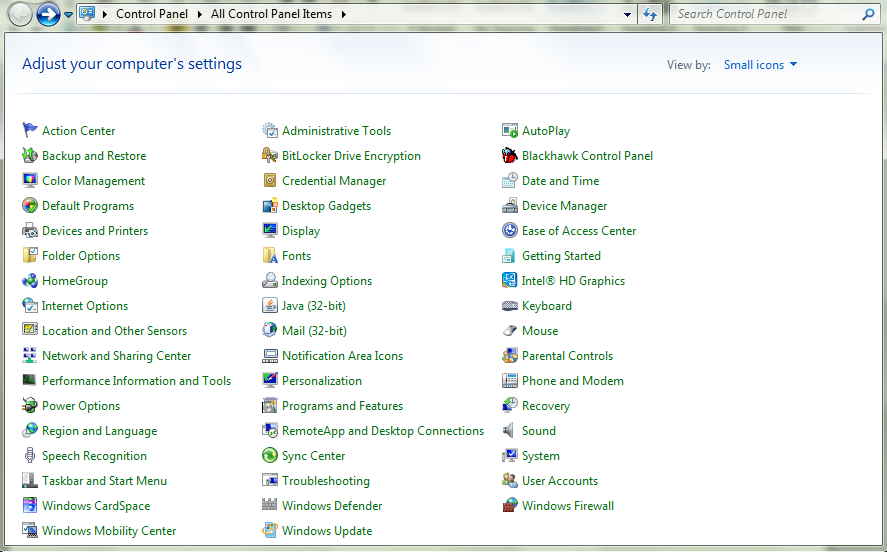 Control Panel All Control Panel Items Search Control Panel
Adjust your computer's settings View by: Small icons
Action Center Administrative Tools AutoPlay
Backup and Restore BitLocker Drive Encryption Blackhawk Control Panel
Color Management Credential Manager Date and Time
Default Programs Desktop Gadgets Device Manager
Devices and Printers Display Ease of Access Center
Folder Options Fonts Getting Started
HomeGroup Indexing Options Intel® HD Graphics
Internet Options Java (32-bit) Keyboard
Location and Other Sensors Mail (32-bit) Mouse
Network and Sharing Center Notification Area Icons Parental Controls
Performance Information and Tools Personalization Phone and Modem
Power Options Programs and Features Recovery
Region and Language RemoteApp and Desktop Connections Sound
Speech Recognition Sync Center System
Taskbar and Start Menu Troubleshooting User Accounts
Windows CardSpace Windows Defender Windows Firewall
Windows Mobility Center Windows Update